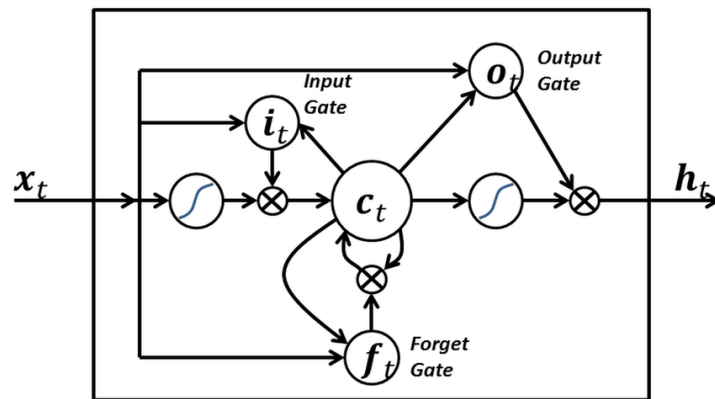 Output
Gate
o_t
Input
Gate
i_t
x_t
c_t
h_t
f_t
Forget
Gate